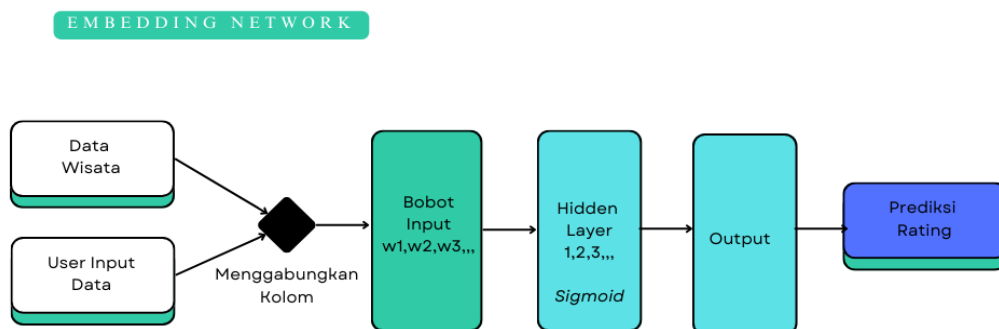 EMBEDDING NETWORK
Data
Wisata
User Input
Data
Menggabungkan
Kolom
Bobot
Input
w1,w2,w3,,,
Hidden
Layer
1,2,3,,,
Sigmoid
Output
Prediksi
Rating